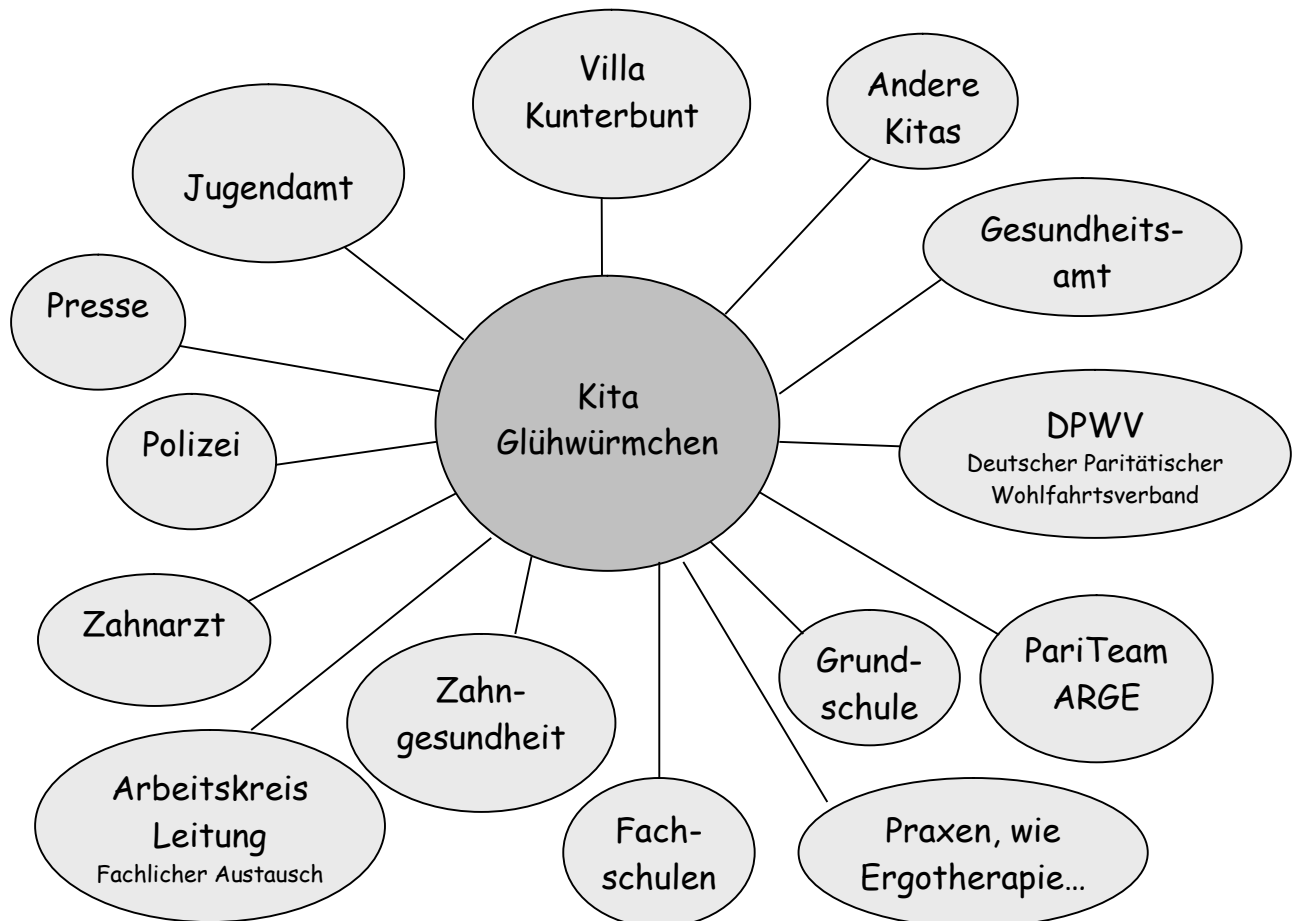 Villa
Kunterbunt
Andere
Kitas
Jugendamt
Gesundheits-
amt
Presse
Kita
Glühwürmchen
Polizei
DPWV
Deutscher Paritätischer
Wohlfahrtsverband
Zahnarzt
Zahn-
gesundheit
Grund-
schule
PariTeam
ARGE
Arbeitskreis
Leitung
Fachlicher Austausch
Fach-
schulen
Praxen, wie
Ergotherapie…